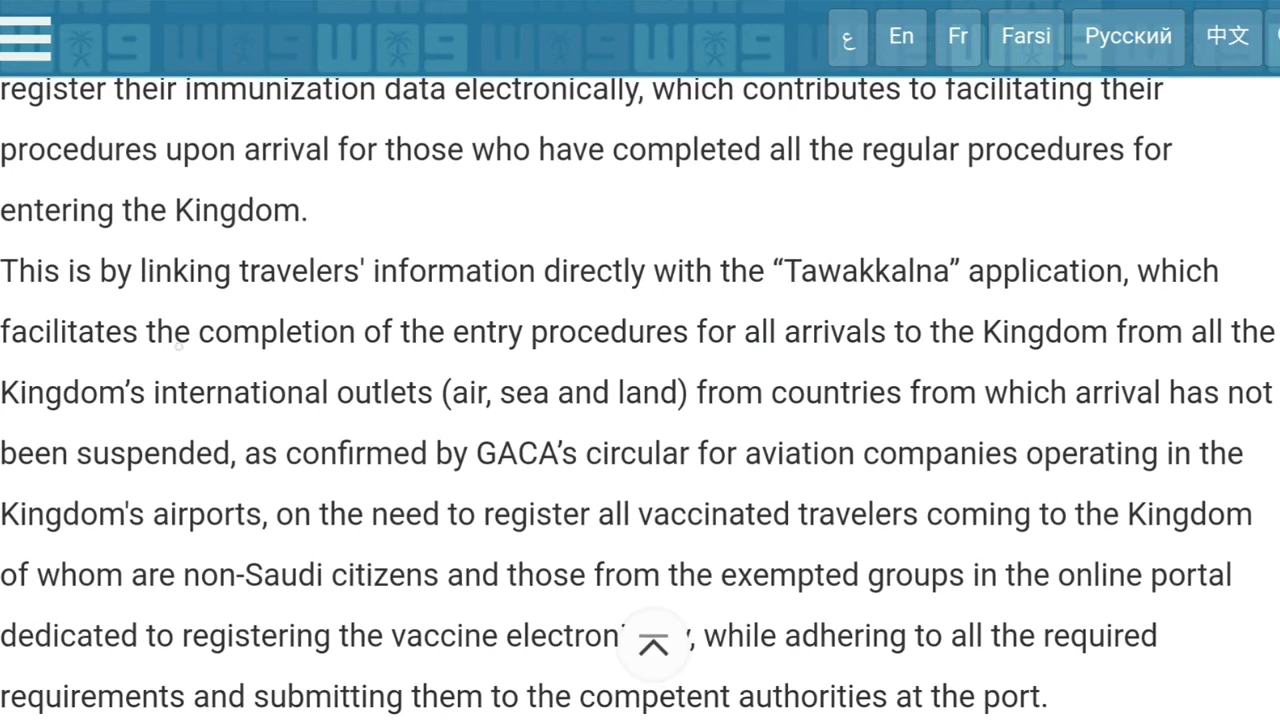 ع En Fr Farsi Русский 中文
register their immunization data electronically, which contributes to facilitating their
procedures upon arrival for those who have completed all the regular procedures for
entering the Kingdom.
This is by linking travelers' information directly with the “Tawakkalna” application, which
facilitates the completion of the entry procedures for all arrivals to the Kingdom from all the
Kingdom’s international outlets (air, sea and land) from countries from which arrival has not
been suspended, as confirmed by GACA’s circular for aviation companies operating in the
Kingdom's airports, on the need to register all vaccinated travelers coming to the Kingdom
of whom are non-Saudi citizens and those from the exempted groups in the online portal
dedicated to registering the vaccine , while adhering to all the required
requirements and submitting them to the competent authorities at the port.